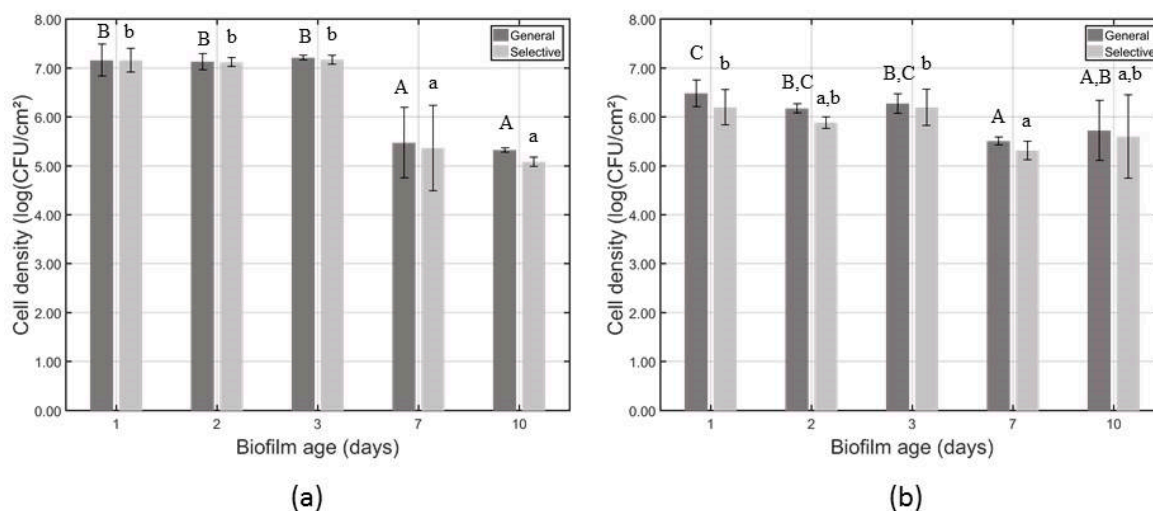 8.00
7.00
6.00
5.00
4.00
3.00
2.00
1.00
0.00
Cell density (log(CFU/cm²)
General
Selective
B b
B b
B b
A a
A a
1 2 3 7 10
Biofilm age (days)
(a)
8.00
7.00
6.00
5.00
4.00
3.00
2.00
1.00
0.00
Cell density (log(CFU/cm²)
General
Selective
C b
B,C a,b
B,C b
A a
A,B a,b
1 2 3 7 10
Biofilm age (days)
(b)